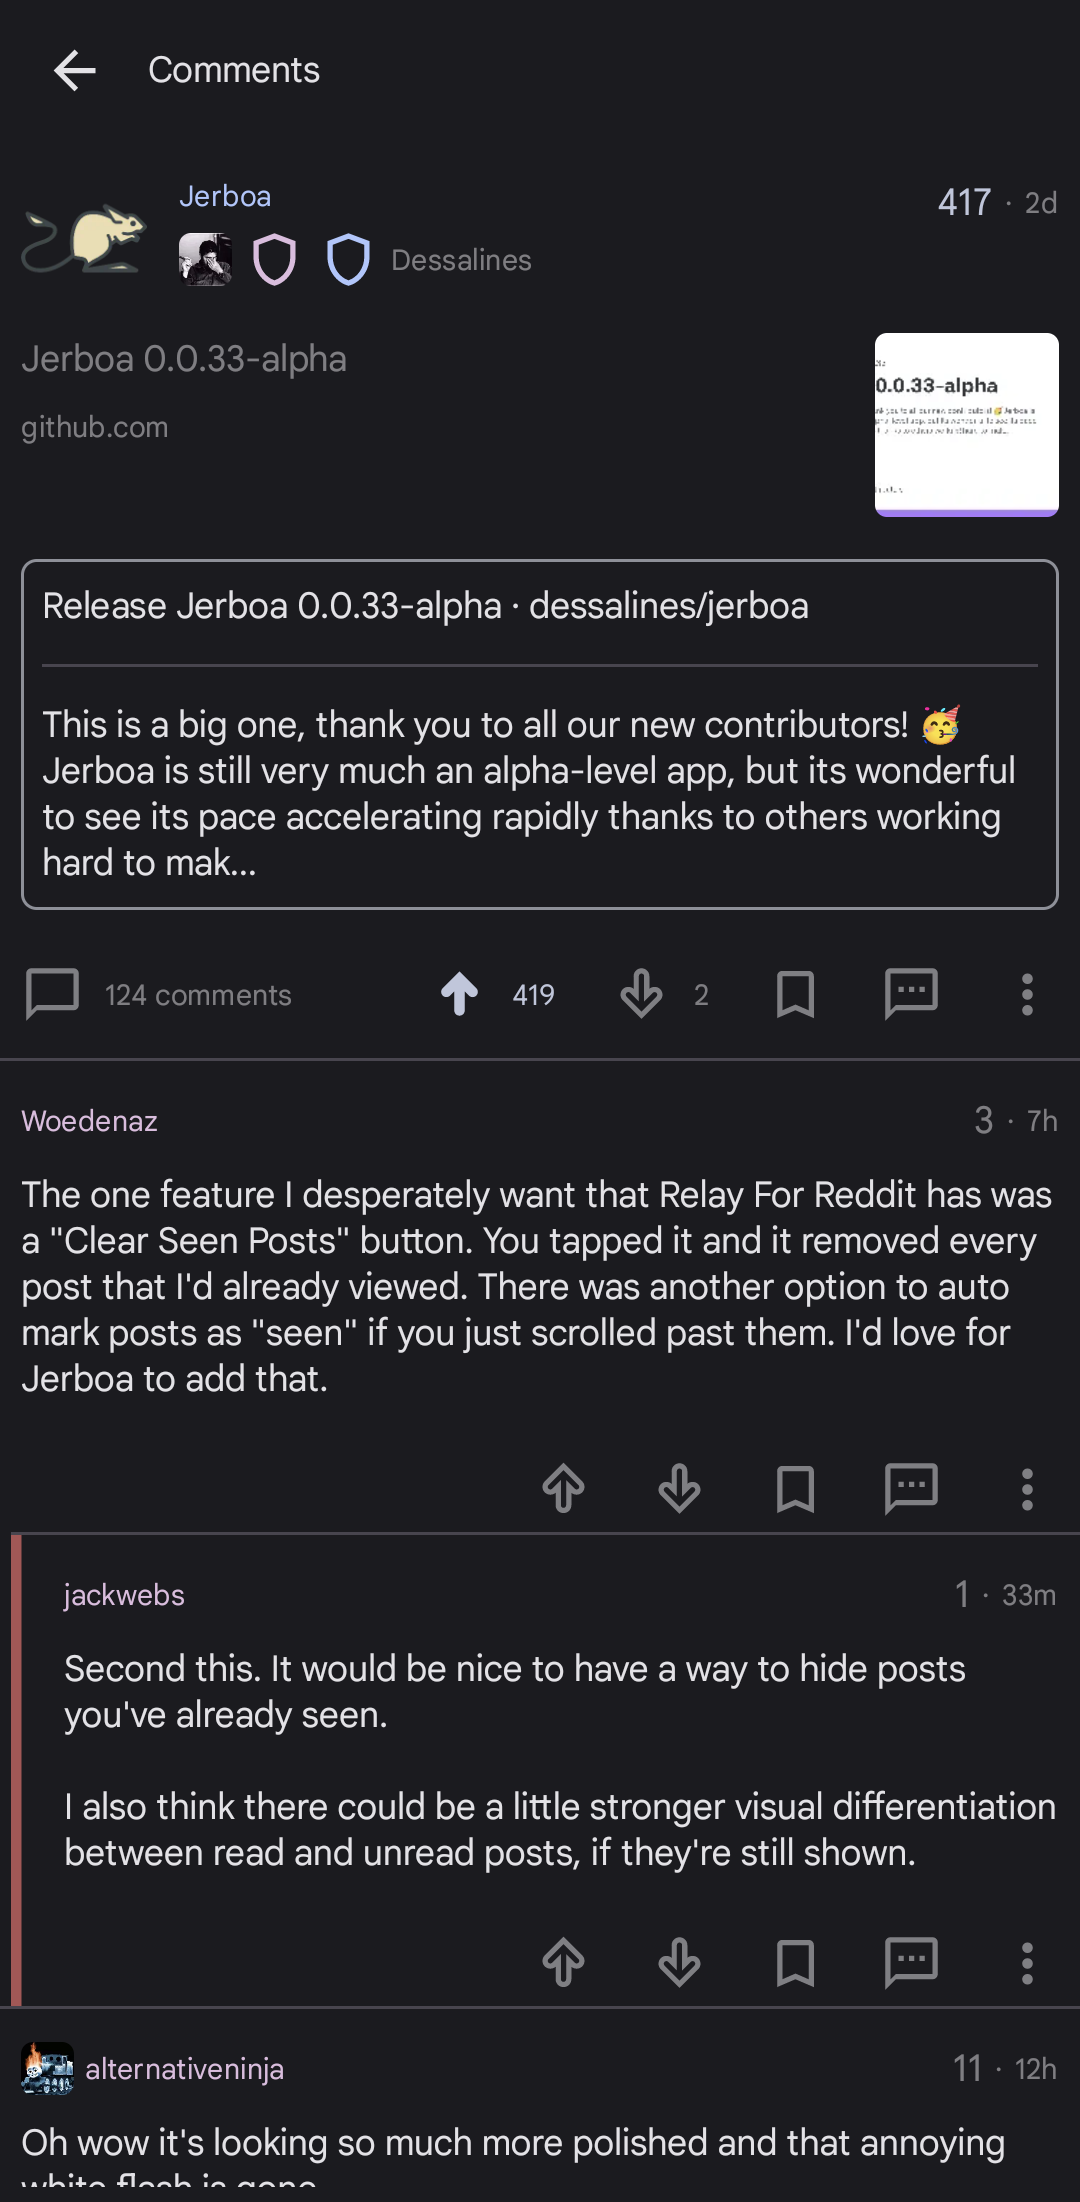 Comments
Jerboa
417 · 2d
Dessalines
Jerboa 0.0.33-alpha
github.com
0.0.33-alpha
Release Jerboa 0.0.33-alpha · dessalines/jerboa
This is a big one, thank you to all our new contributors! 🥳
Jerboa is still very much an alpha-level app, but its wonderful
to see its pace accelerating rapidly thanks to others working
hard to mak...
124 comments
419
2
Woedenaz
3 · 7h
The one feature I desperately want that Relay For Reddit has was
a "Clear Seen Posts" button. You tapped it and it removed every
post that I'd already viewed. There was another option to auto
mark posts as "seen" if you just scrolled past them. I'd love for
Jerboa to add that.
jackwebs
1 · 33m
Second this. It would be nice to have a way to hide posts
you've already seen.
I also think there could be a little stronger visual differentiation
between read and unread posts, if they're still shown.
alternativeninja
11 · 12h
Oh wow it's looking so much more polished and that annoying
white flash is gone